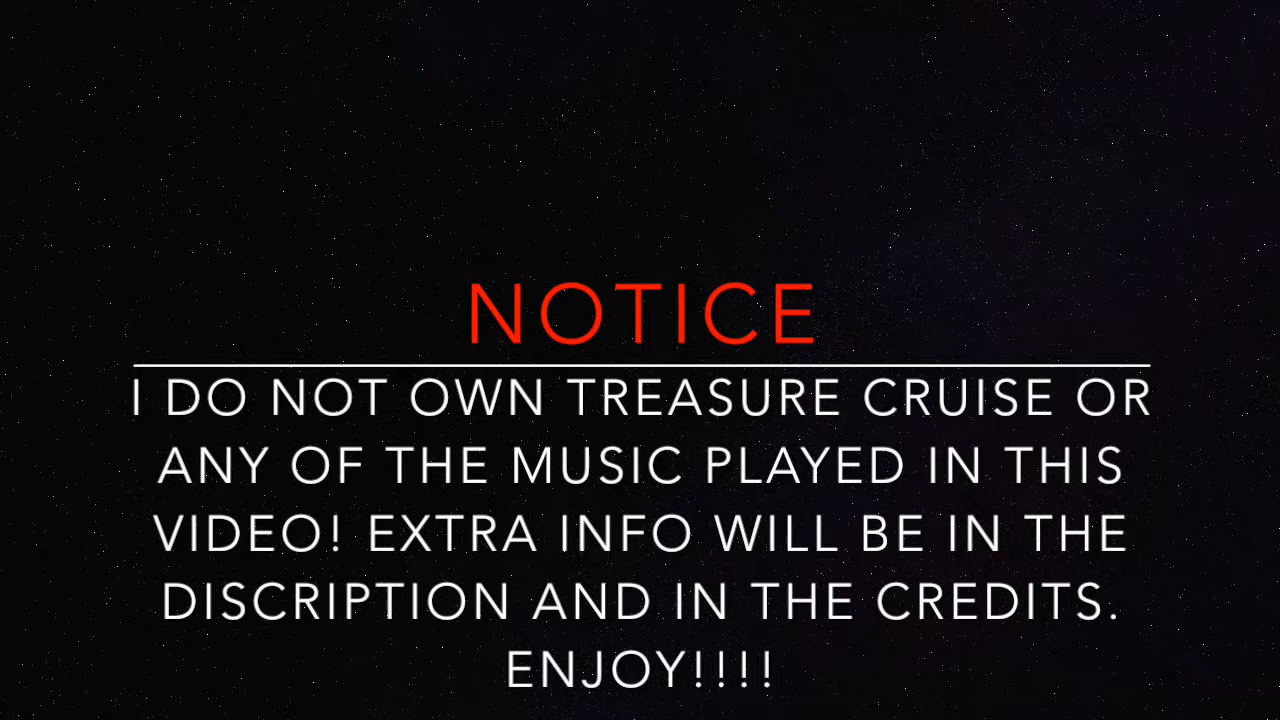 NOTICE
I DO NOT OWN TREASURE CRUISE OR
ANY OF THE MUSIC PLAYED IN THIS
VIDEO! EXTRA INFO WILL BE IN THE
DISCRIPTION AND IN THE CREDITS.
ENJOY!!!!